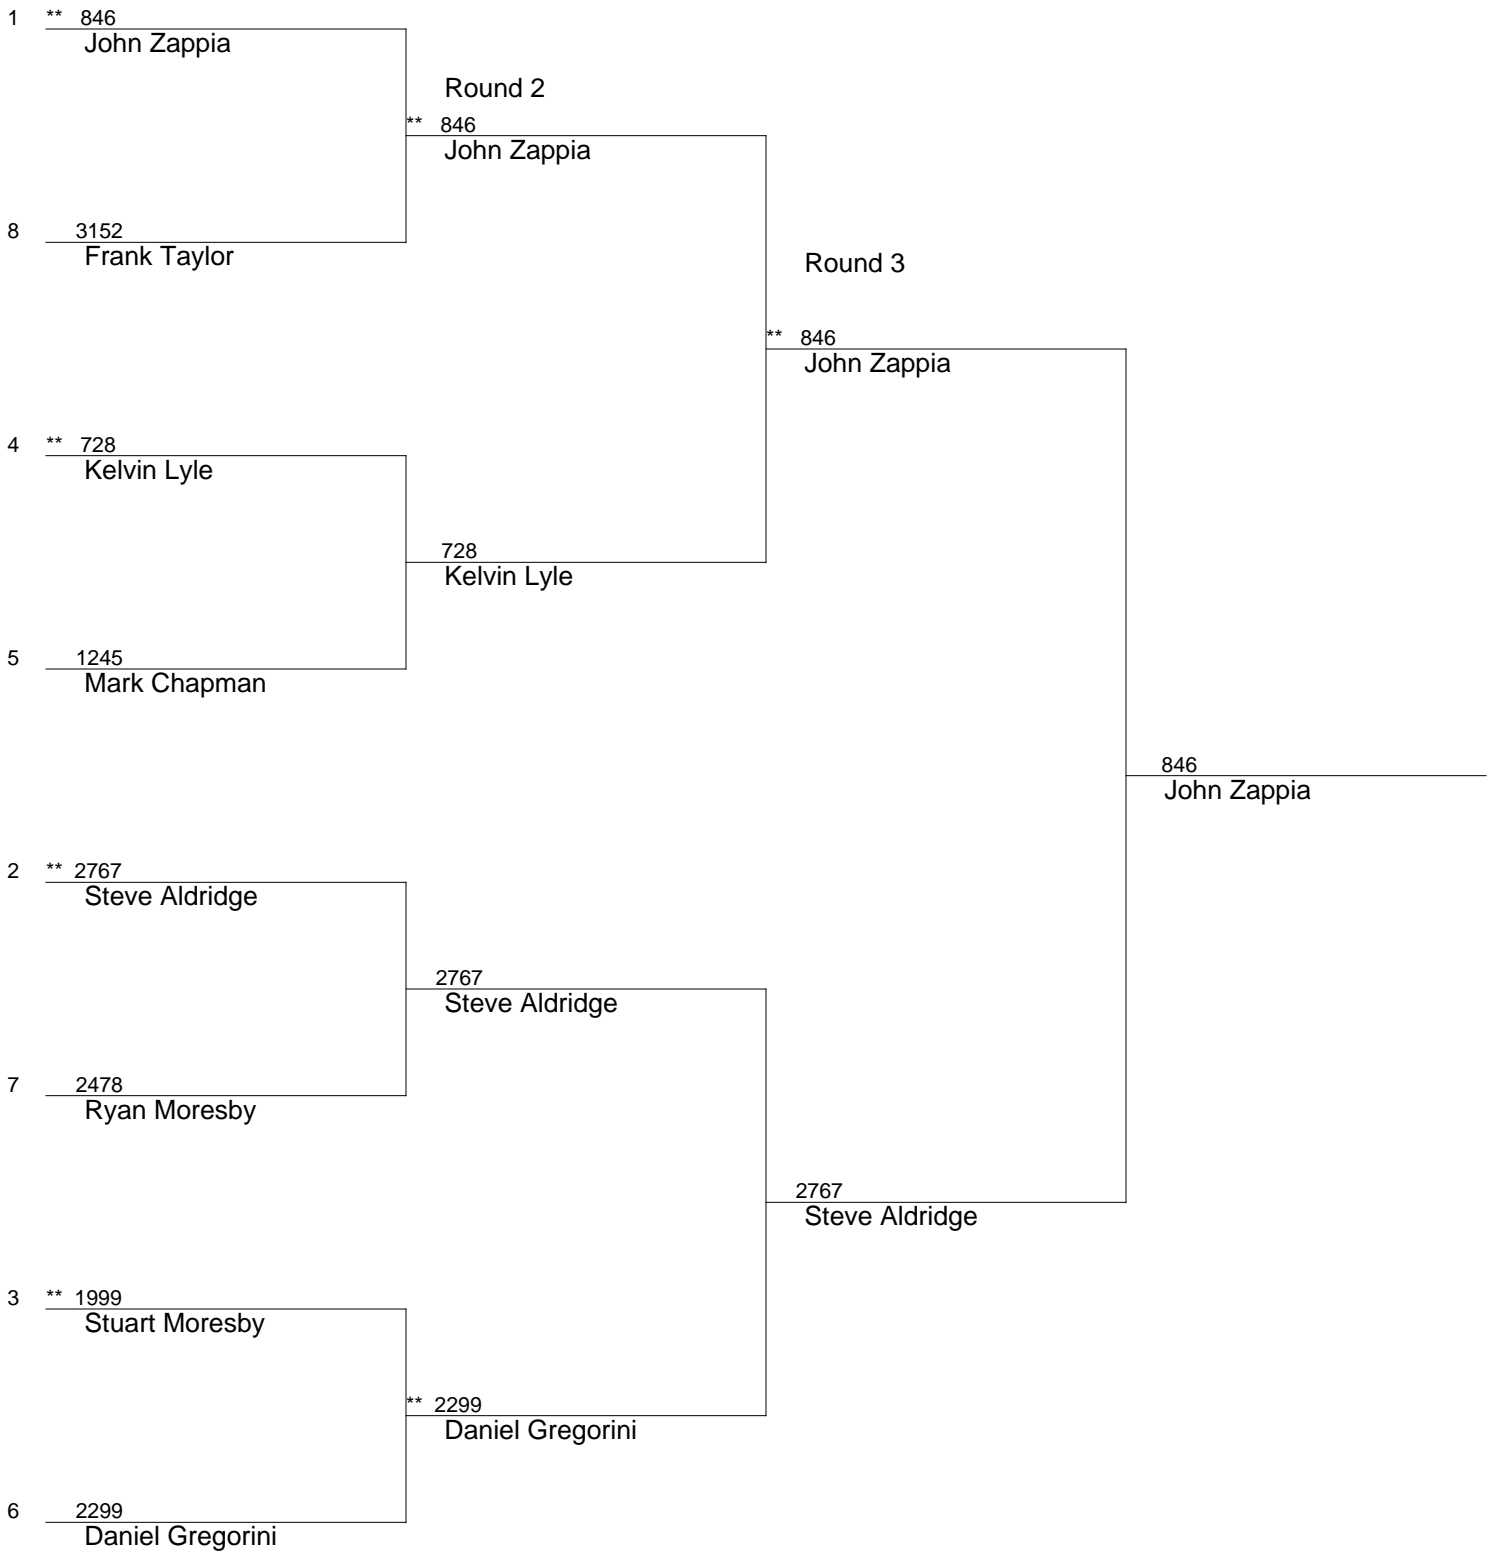 1 ** 846
John Zappia
Round 2
** 846
John Zappia
8 3152
Frank Taylor
Round 3
** 846
John Zappia
4 ** 728
Kelvin Lyle
728
Kelvin Lyle
5 1245
Mark Chapman
846
John Zappia
2 ** 2767
Steve Aldridge
2767
Steve Aldridge
7 2478
Ryan Moresby
2767
Steve Aldridge
3 ** 1999
Stuart Moresby
** 2299
Daniel Gregorini
6 2299
Daniel Gregorini